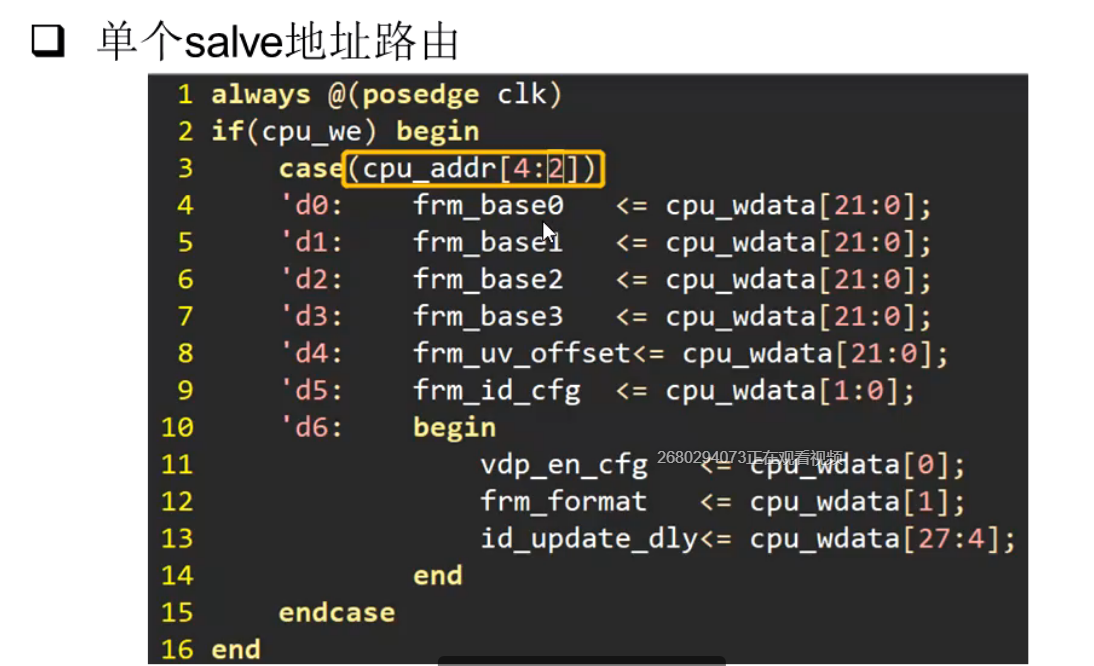 单个salve地址路由
1 always @(posedge clk)
2 if(cpu_we) begin
3 case(cpu_addr[4:2])
4 'd0: frm_base0 <= cpu_wdata[21:0];
5 'd1: frm_base1 <= cpu_wdata[21:0];
6 'd2: frm_base2 <= cpu_wdata[21:0];
7 'd3: frm_base3 <= cpu_wdata[21:0];
8 'd4: frm_uv_offset<= cpu_wdata[21:0];
9 'd5: frm_id_cfg <= cpu_wdata[1:0];
10 'd6: begin
2680294073正在观看视频
11 vdp_en_cfg <= cpu_wdata[0];
12 frm_format <= cpu_wdata[1];
13 id_update_dly<= cpu_wdata[27:4];
14 end
15 endcase
16 end